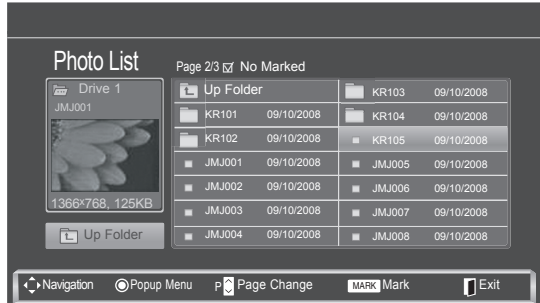 Photo List
Page 2/3 No Marked
Drive 1
JMJ001
1366x768, 125KB
Up Folder
Up Folder
KR101 09/10/2008
KR102 09/10/2008
JMJ001 09/10/2008
JMJ002 09/10/2008
JMJ003 09/10/2008
JMJ004 09/10/2008
KR103 09/10/2008
KR104 09/10/2008
KR105 09/10/2008
JMJ005 09/10/2008
JMJ006 09/10/2008
JMJ007 09/10/2008
JMJ008 09/10/2008
Navigation Popup Menu P Page Change MARK Mark Exit